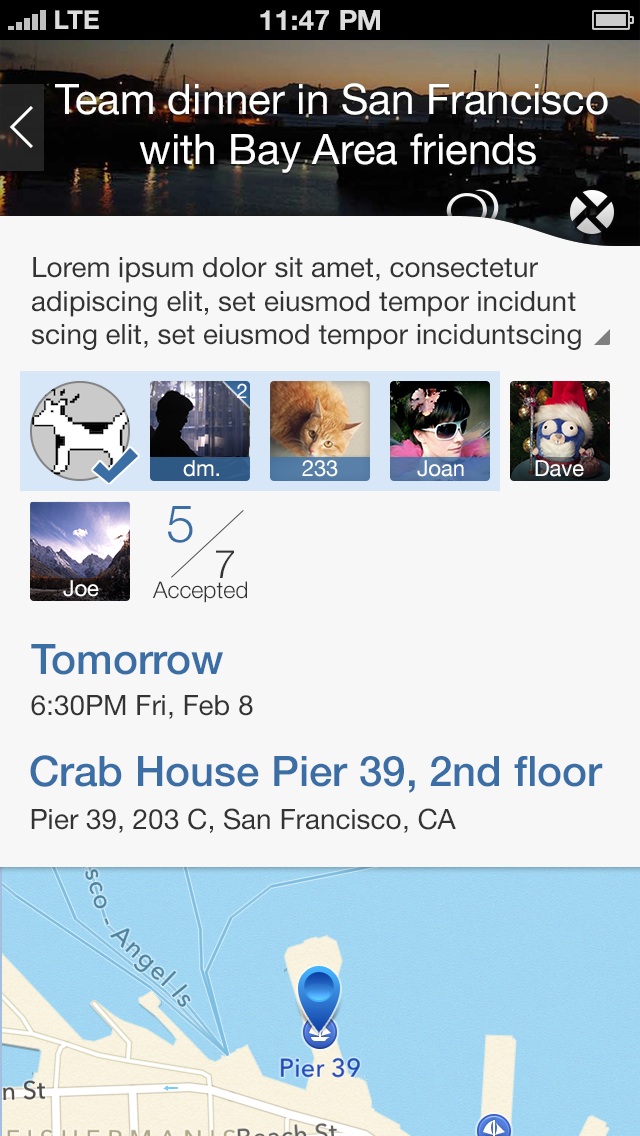 LTE 11:47 PM
Team dinner in San Francisco
with Bay Area friends
Lorem ipsum dolor sit amet, consectetur
adipiscing elit, set eiusmod tempor incidunt
scing elit, set eiusmod tempor inciduntscing
2
dm. 233 Joan Dave
Joe
5
7
Accepted
Tomorrow
6:30PM Fri, Feb 8
Crab House Pier 39, 2nd floor
Pier 39, 203 C, San Francisco, CA
sco - Angel Is
Pier 39
n St
FISHERMAN'S
Beach St